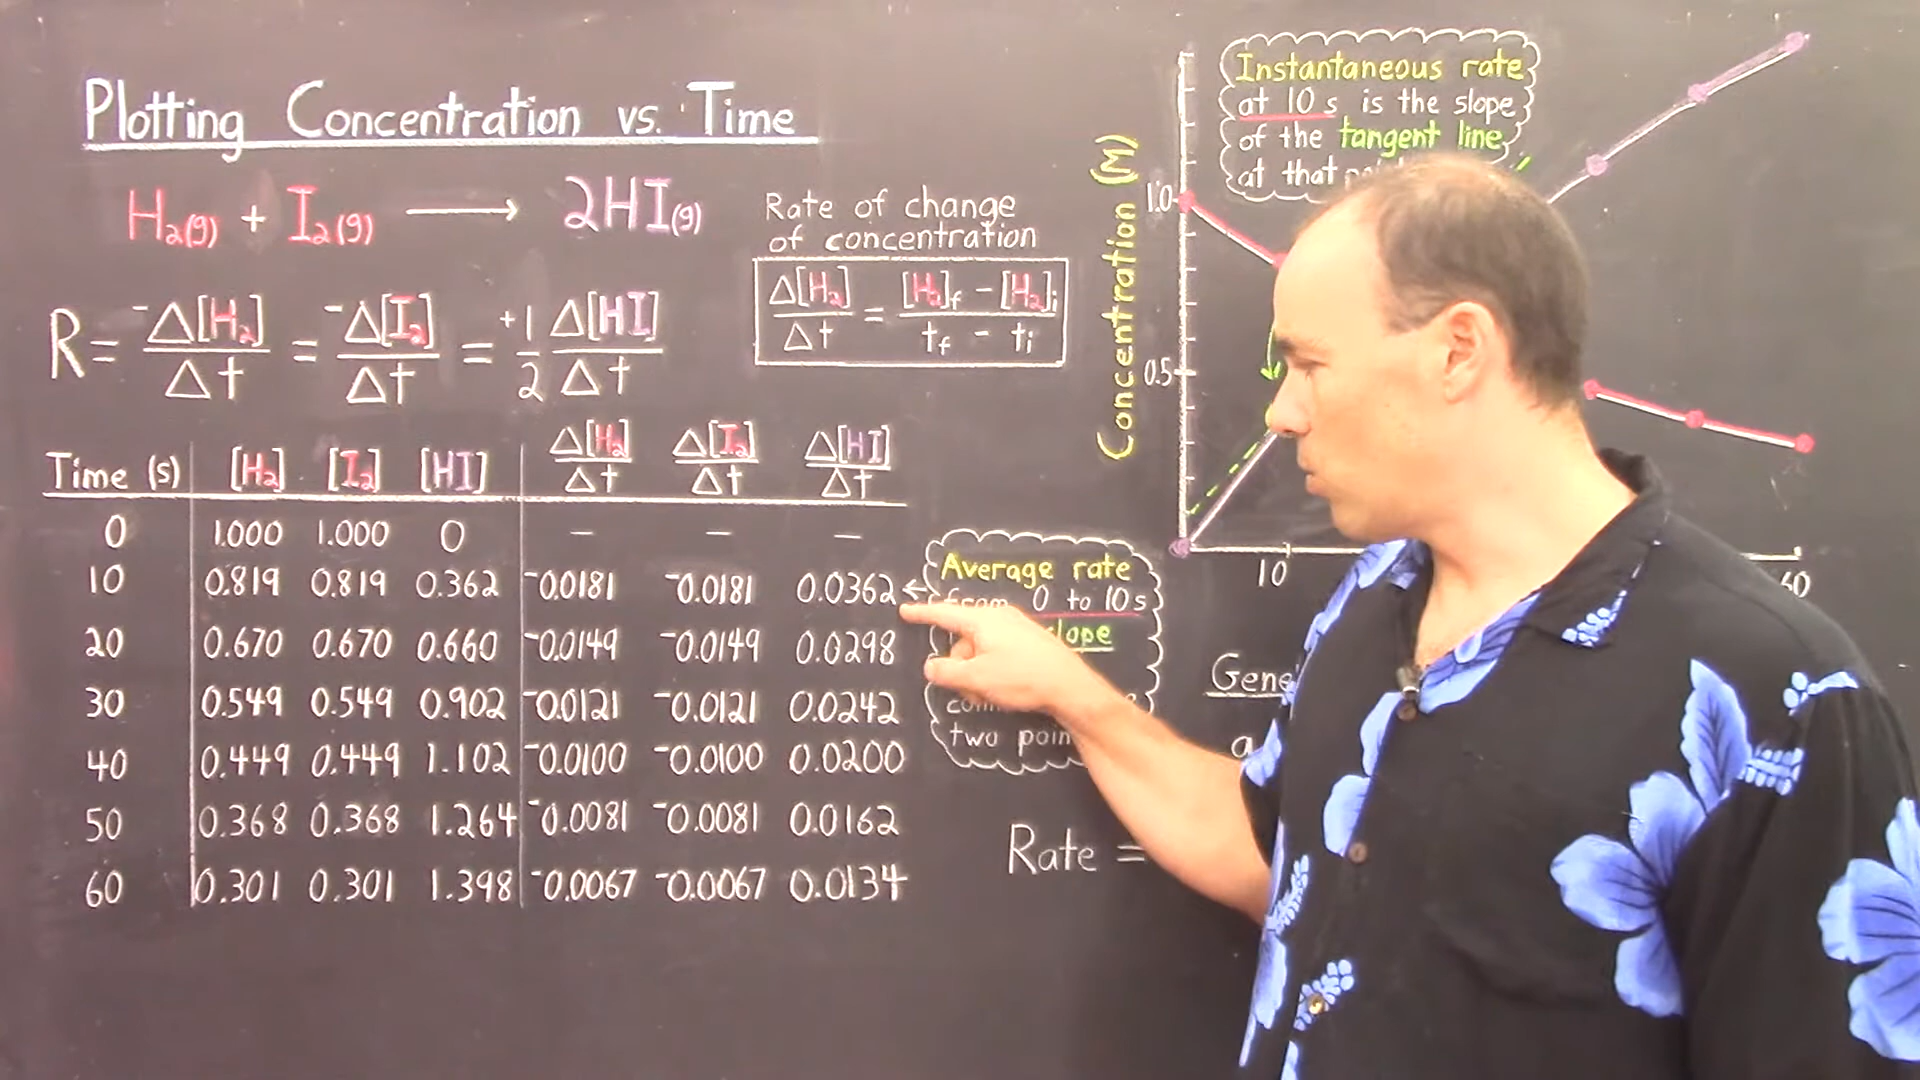 Plotting Concentration vs. Time
H₂(g) + I₂(g) → 2HI(g)
R = -Δ[H₂]/Δt = -Δ[I₂]/Δt = +1/2 Δ[HI]/Δt
Rate of change
of concentration
Δ[H₂]/Δt = [H₂]f - [H₂]i / tf - ti
Time (s) [H₂] [I₂] [HI] Δ[H₂]/Δt Δ[I₂]/Δt Δ[HI]/Δt
0 1.000 1.000 0 — — —
10 0.819 0.819 0.362 -0.0181 -0.0181 0.0362
20 0.670 0.670 0.660 -0.0149 -0.0149 0.0298
30 0.549 0.549 0.902 -0.0121 -0.0121 0.0242
40 0.449 0.449 1.102 -0.0100 -0.0100 0.0200
50 0.368 0.368 1.264 -0.0081 -0.0081 0.0162
60 0.301 0.301 1.398 -0.0067 -0.0067 0.0134
←Average rate
from 0 to 10s
slope
two
Instantaneous rate
at 10 s is the slope
of the tangent line
at that
Concentration (M)
1.0
0.5
10 60
a
Rate =